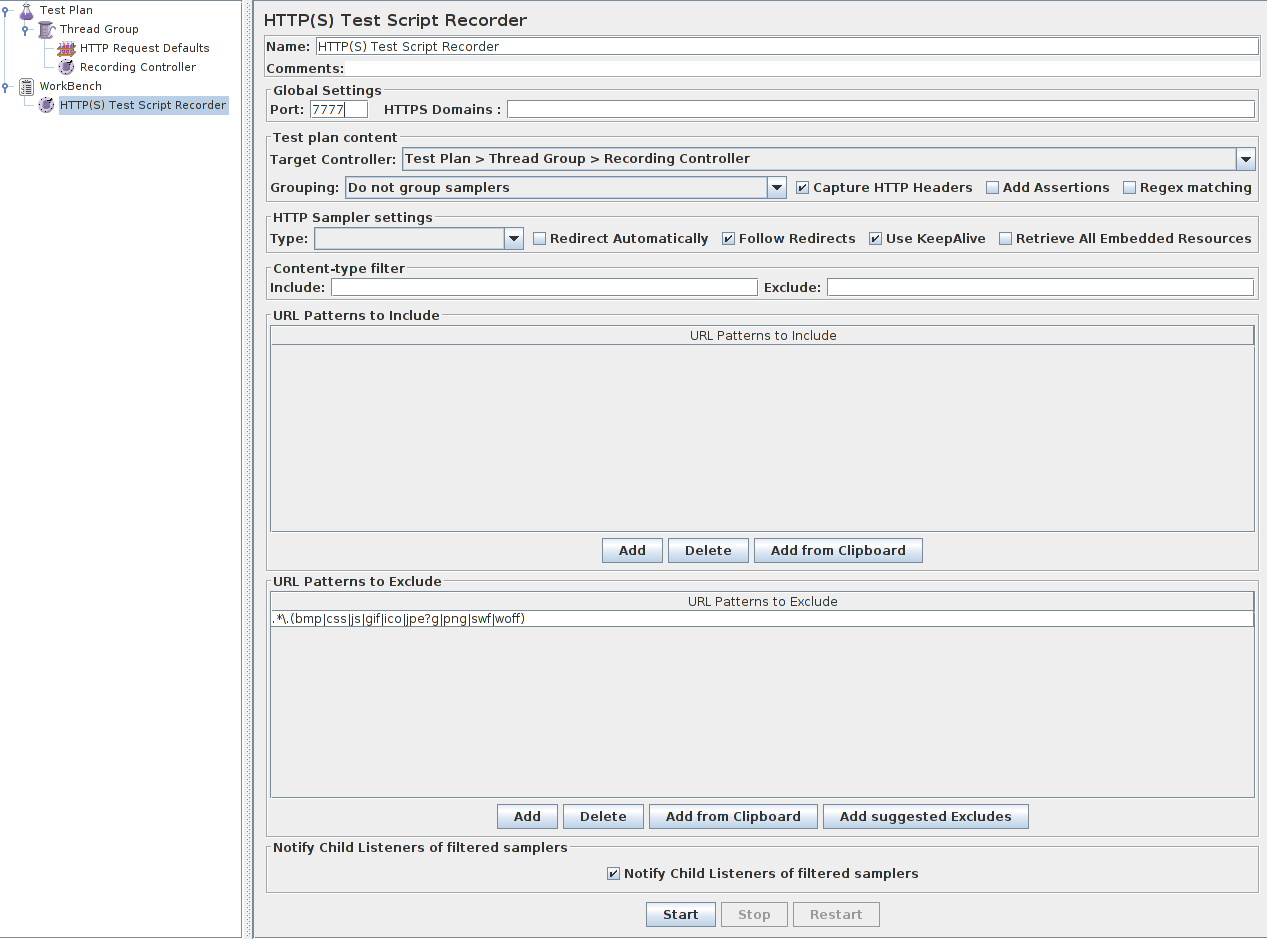 Test Plan
Thread Group
HTTP Request Defaults
Recording Controller
WorkBench
HTTP(S) Test Script Recorder
HTTP(S) Test Script Recorder
Name: HTTP(S) Test Script Recorder
Comments:
Global Settings
Port: 7777 HTTPS Domains :
Test plan content
Target Controller: Test Plan > Thread Group > Recording Controller
Grouping: Do not group samplers Capture HTTP Headers Add Assertions Regex matching
HTTP Sampler settings
Type: Redirect Automatically Follow Redirects Use KeepAlive Retrieve All Embedded Resources
Content-type filter
Include: Exclude:
URL Patterns to Include
URL Patterns to Include
Add Delete Add from Clipboard
URL Patterns to Exclude
URL Patterns to Exclude
.*\.(bmp|css|js|gif|ico|jpe?g|png|swf|woff)
Add Delete Add from Clipboard Add suggested Excludes
Notify Child Listeners of filtered samplers
Notify Child Listeners of filtered samplers
Start Stop Restart